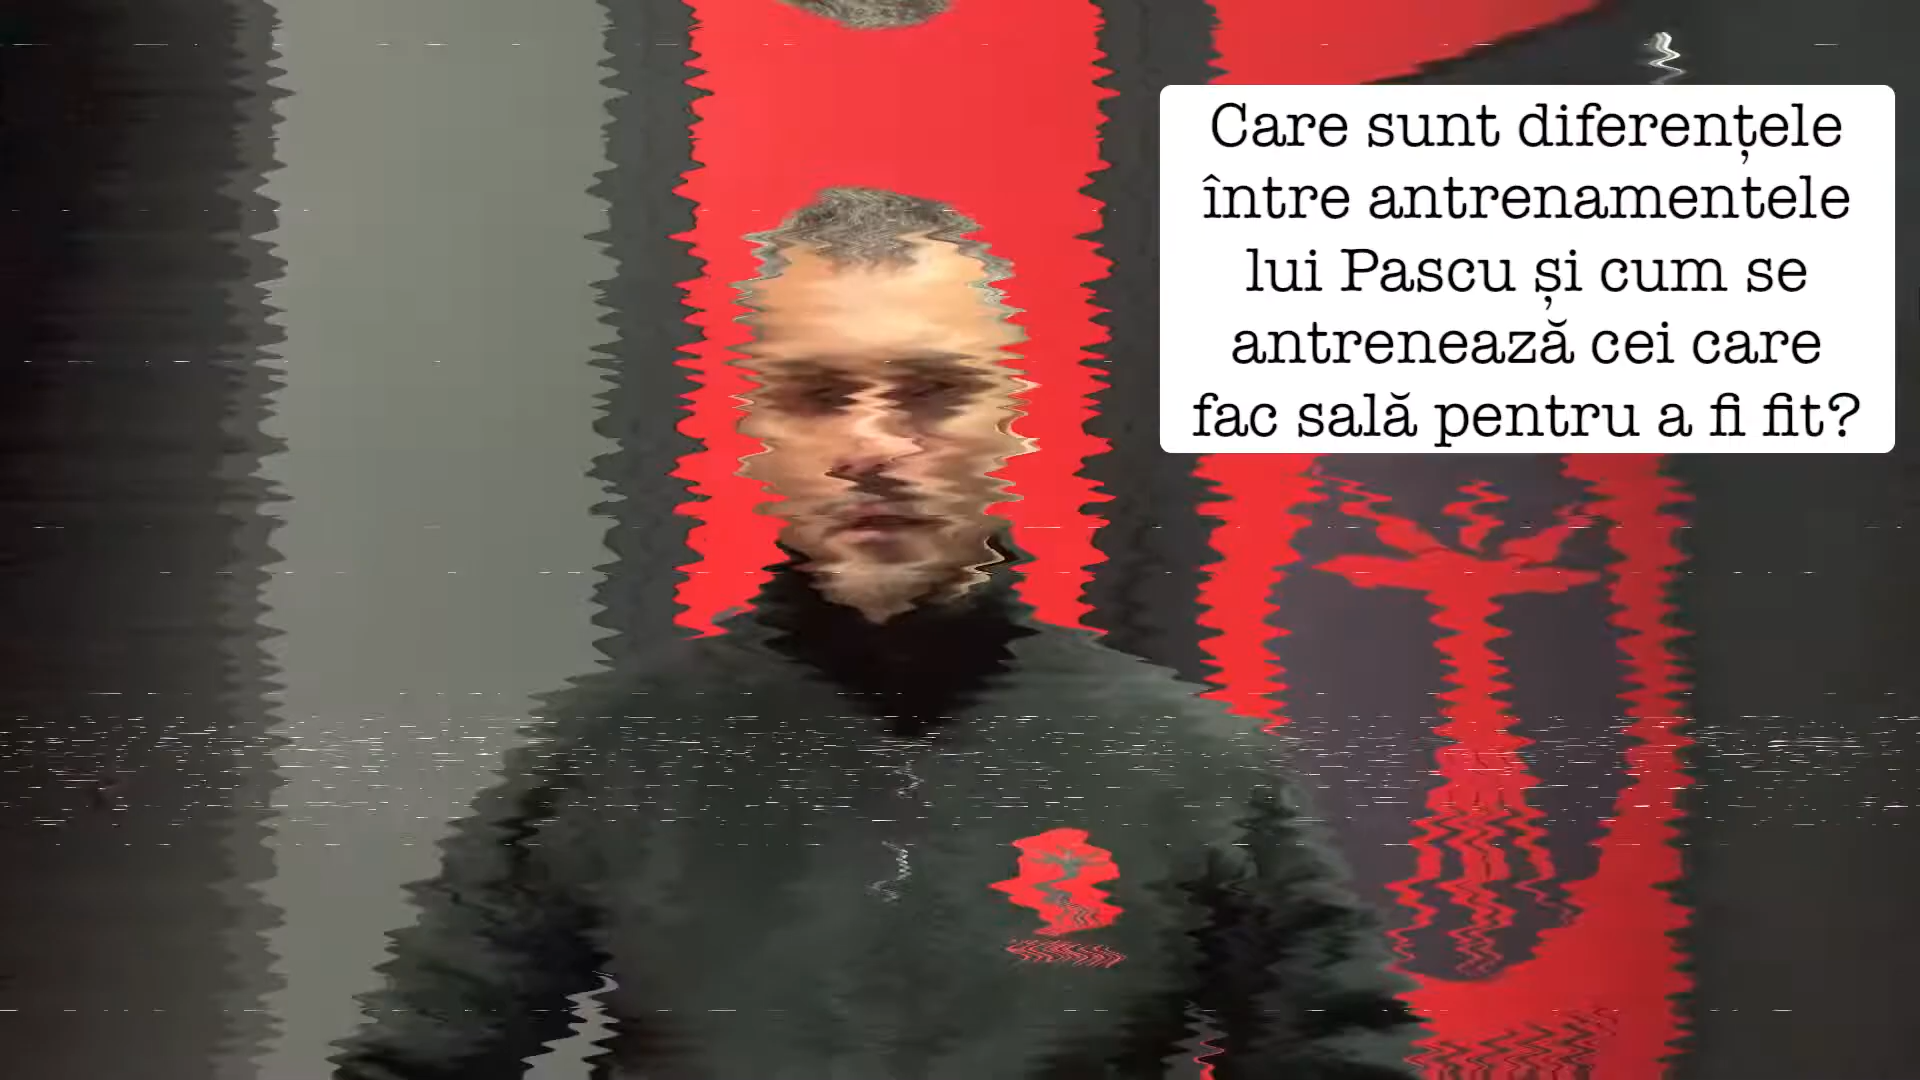 Care sunt diferențele
între antrenamentele
lui Pascu și cum se
antrenează cei care
fac sală pentru a fi fit?